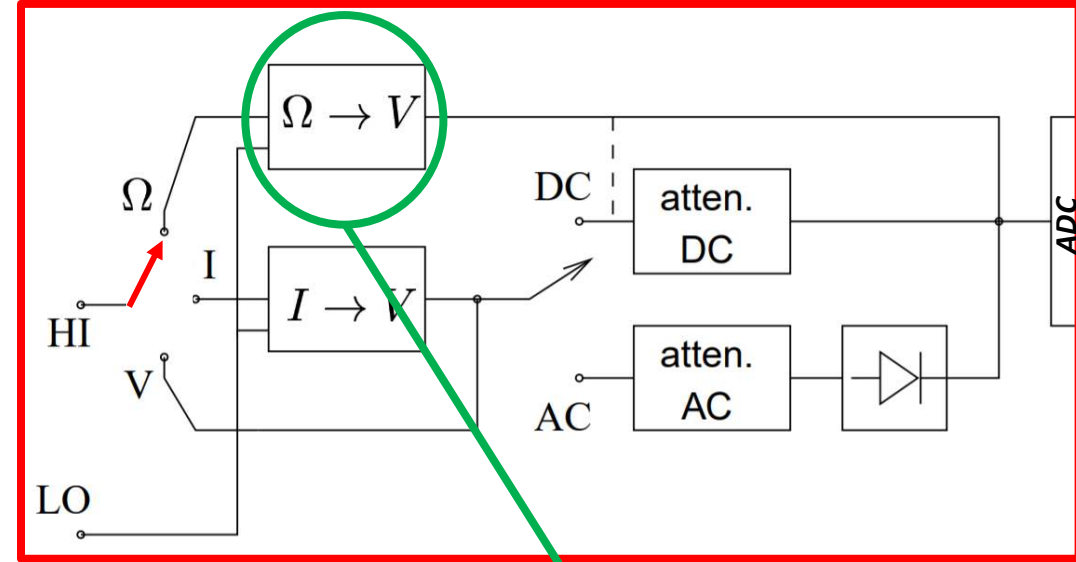 Ω → V
Ω
DC
atten.
DC
ADC
I
I → V
HI
V
atten.
AC
AC
LO